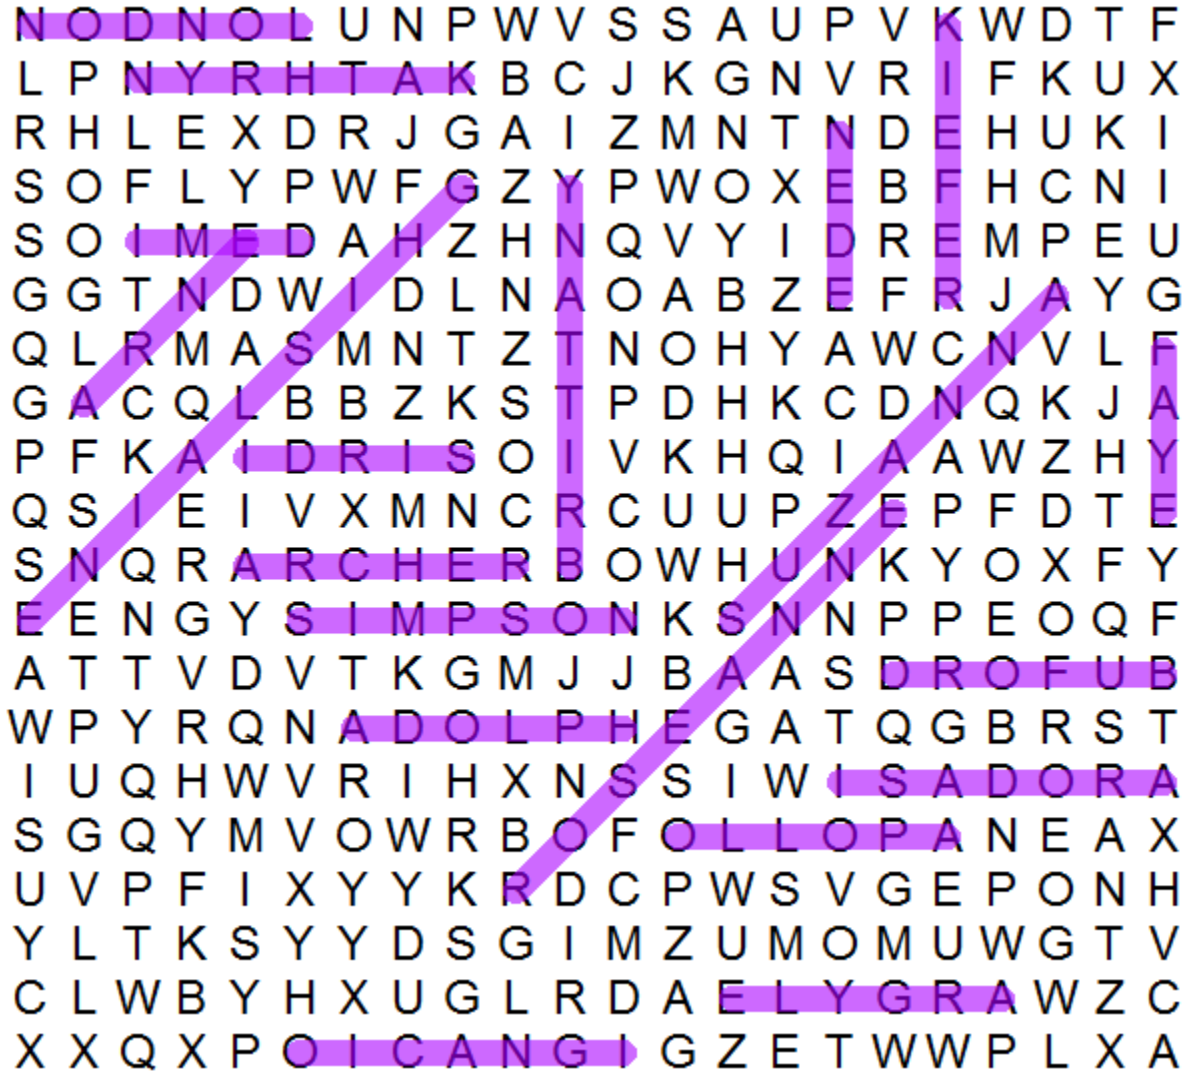 N O D N O L U N P W V S S A U P V K W D T F
L P N Y R H T A K B C J K G N V R I F K U X
R H L E X D R J G A I Z M N T N D E H U K I
S O F L Y P W F G Z Y P W O X E B F H C N I
S O I M E D A H Z H N Q V Y I D R E M P E U
G G T N D W I D L N A O A B Z E F R J A Y G
Q L R M A S M N T Z T N O H Y A W C N V L F
G A C Q L B B Z K S T P D H K C D N Q K J A
P F K A I D R I S O I V K H Q I A A W Z H Y
Q S I E I V X M N C R C U U P Z E P F D T E
S N Q R A R C H E R B O W H U N K Y O X F Y
E E N G Y S I M P S O N K S N N P P E O Q F
A T T V D V T K G M J J B A A S D R O F U B
W P Y R Q N A D O L P H E G A T Q G B R S T
I U Q H W V R I H X N S S I W I S A D O R A
S G Q Y M V O W R B O F O L L O P A N E A X
U V P F I X Y Y K R D C P W S V G E P O N H
Y L T K S Y Y D S G I M Z U M O M U W G T V
C L W B Y H X U G L R D A E L Y G R A W Z C
X X Q X P O I C A N G I G Z E T W W P L X A